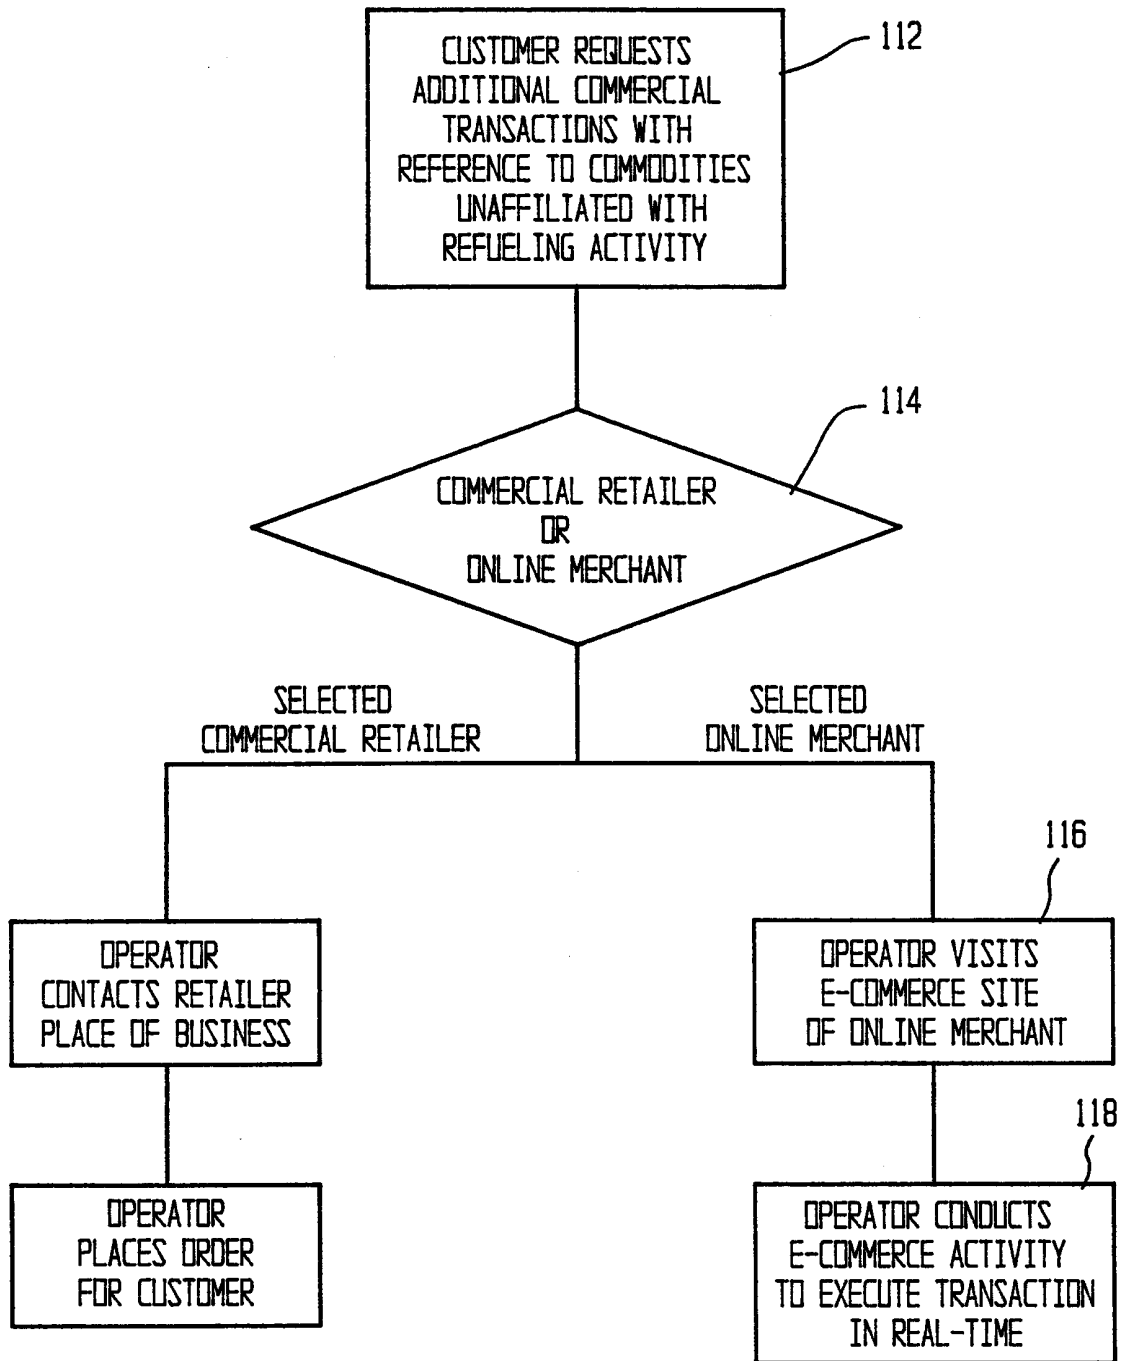 CUSTOMER REQUESTS
ADDITIONAL COMMERCIAL
TRANSACTIONS WITH
REFERENCE TO COMMODITIES
UNAFFILIATED WITH
REFUELING ACTIVITY
112
COMMERCIAL RETAILER
OR
ONLINE MERCHANT
114
SELECTED
COMMERCIAL RETAILER
SELECTED
ONLINE MERCHANT
OPERATOR
CONTACTS RETAILER
PLACE OF BUSINESS
116
OPERATOR VISITS
E-COMMERCE SITE
OF ONLINE MERCHANT
OPERATOR
PLACES ORDER
FOR CUSTOMER
118
OPERATOR CONDUCTS
E-COMMERCE ACTIVITY
TO EXECUTE TRANSACTION
IN REAL-TIME